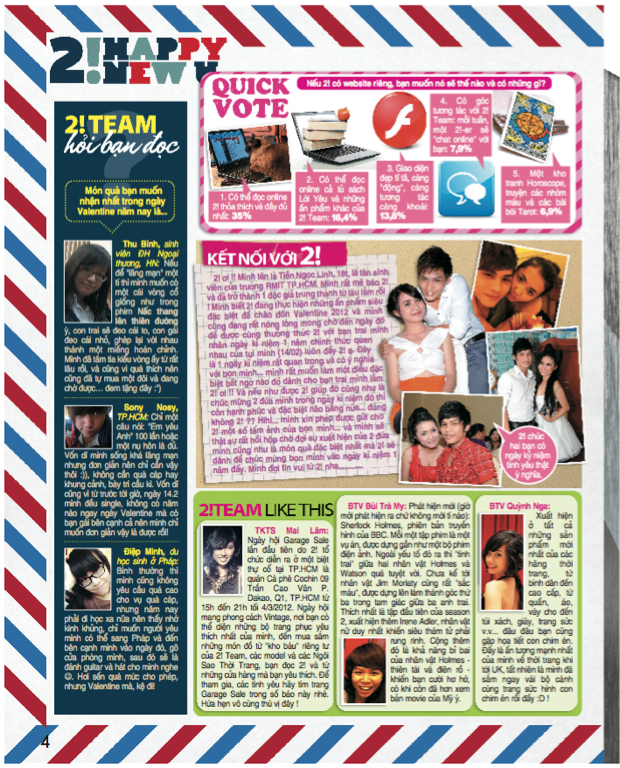 2! HAPPY
NEW
QUICK
VOTE
Nếu 2! có website riêng, bạn muốn nó sẽ thế nào và có những gì?
1. Có thể đọc online
2! thỏa thích và đầy đủ
nhất: 35%
2. Có thể đọc
online cả tủ sách
Lời Yêu và những
ấn phẩm khác của
2! Team: 16,4%
3. Giao diện
đẹp tỉ tê, càng
"động", càng
tương tác
càng khoái:
13,8%
4. Có góc
tương tác với 2!
Team: mỗi tuần,
một 2!-er sẽ
"chat online" với
bạn: 7,9%
5. Một kho
tranh Horoscope,
truyện các nhóm
máu và các bài
bói Tarot: 6,9%
2! TEAM
hỏi bạn đọc
Món quà bạn muốn
nhận nhất trong ngày
Valentine năm nay là...
Thu Bình, sinh
viên ĐH Ngoại
thương, HN: Nếu
để "lãng mạn" một
tí thì mình muốn có
một cái vòng cổ
giống như trong
phim Nấc thang
lên thiên đường
ý, con trai sẽ đeo cái to, con gái
đeo cái nhỏ, ghép lại với nhau
thành một miếng hoàn chỉnh.
Mình đã tăm tia kiểu vòng ấy từ rất
lâu rồi, và cũng vì quá thích nên
cũng đã tự mua một đôi và đang
chờ được... đem tặng đây :")
Sony Nosy,
TP.HCM: Chỉ một
câu nói: "Em yêu
Anh" 100 lần hoặc
một nụ hôn là đủ.
Vốn dĩ mình sống khá lãng mạn
nhưng đơn giản nên chỉ cần vậy
thôi :)), không cần quà cáp hay
khung cảnh, bày trí cầu kì. Vốn dĩ
cũng vì từ trước tới giờ, ngày 14.2
mình đều single, không có năm
nào ngay ngày Valentine mà có
bạn gái bên cạnh cả nên mình chỉ
muốn đơn giản vậy là được rồi!
Điệp Minh, du
học sinh ở Pháp:
Bình thường thì
mình cũng không
yêu cầu quá cao
cho vụ quà cáp,
nhưng năm nay
phải đi học xa nữa nên thấy nhớ
kinh khủng, chỉ muốn người yêu
mình có thể sang Pháp và đến
bên cạnh mình vào ngày đó, gõ
cửa phòng mình, sau đó sẽ là
đánh guitar và hát cho mình nghe
☺. Hơi sến quá mức cho phép,
nhưng Valentine mà, kệ đi!
KẾT NỐI VỚI 2!
2! ơi !! Mình tên là Tiễn Ngọc Linh, 18t, là tân sinh
viên của trường RMIT TP.HCM. Mình rất mê báo 2!
và đã trở thành 1 độc giả trung thành từ lâu lắm rồi
! Mình biết 2! đang thực hiện những ấn phẩm siêu
đặc biệt để chào đón Valentine 2012 và mình
cũng đang rất nóng lòng mong chờ đến ngày đó
để được cùng thưởng thức 2! với bạn trai mình
nhân ngày kỉ niệm 1 năm chính thức quen
nhau của tụi mình (14/02) luôn đấy 2! ạ. Đây
là 1 ngày kỉ niệm rất quan trọng và có ý nghĩa
với bọn mình... mình rất muốn làm một điều đặc
biệt bất ngờ nào đó dành cho bạn trai mình lắm
2! ơi !! Và nếu như được 2! giúp đỡ cùng như là
chúc mừng 2 đứa mình trong ngày kỉ niệm đó thì
còn hạnh phúc và đặc biệt nào bằng nữa... đúng
không 2! ?? Hihi... mình xin phép được gửi cho
2! một số tấm ảnh của bọn mình... và mình sẽ
thật sự rất hồi hộp chờ đợi sự xuất hiện của 2 đứa
mình cũng như là món quà đặc biệt nhất mà 2! sẽ
dành để chúc mừng bọn mình vào ngày kỉ niệm 1
năm đấy. Mình đợi tin vui từ 2! nha...
2! chúc
hai bạn có
ngày kỷ niệm
tình yêu thật
ý nghĩa.
2!TEAM LIKE THIS
TKTS Mai Lâm:
Ngày hội Garage Sale
lần đầu tiên do 2! tổ
chức diễn ra ở một biệt
thự cổ tại TP.HCM là
quán Cà phê Cochin 09
Trần Cao Vân P.
Dakao, Q1, TP.HCM từ
15h đến 21h tối 4/3/2012. Ngày hội
mang phong cách Vintage, nơi bạn có
thể diện những bộ trang phục yêu
thích nhất của mình, đến mua sắm
những món đồ từ "kho báu" riêng tư
của 2! Team, các model và các Ngôi
Sao Thời Trang, bạn đọc 2! và từ
những cửa hàng mà bạn yêu thích. Để
tham gia, các tình yêu hãy tìm trang
Garage Sale trong số báo này nhé.
Hứa hẹn vô cùng thú vị đây !
BTV Bùi Trà My: Phát hiện mới (giờ
mới phát hiện ra chứ không mới tí nào):
Sherlock Holmes, phiên bản truyền
hình của BBC. Mỗi một tập phim là một
vụ án, được dựng gần như một bộ phim
điện ảnh. Ngoài yếu tố đó ra thì "tình
trai" giữa hai nhân vật Holmes và
Watson quá tuyệt vời. Chưa kể tới
nhân vật ác Jim Moriarty cũng rất "sắc
màu", được dựng lên làm thành góc thứ
ba trong tam giác giữa ba anh trai.
Thích nhất là tập đầu tiên của season
2, xuất hiện thêm Irene Adler, nhân vật
nữ duy nhất khiến siêu thám tử phải
rung rinh. Cộng thêm
đó là khả năng bi bai
của nhân vật Holmes -
thiên tài và điên rồ -
khiến bạn cười hơ hớ,
có khi còn đã hơn xem
bản movie của Mỹ ý.
BTV Quỳnh Nga:
Xuất hiện
ở tất cả
những sản
phẩm mới
nhất của các
hãng thời
trang, từ
bình dân đến
cao cấp, từ
quần, áo,
váy cho đến
túi xách, giày, trang sức
v.v... đâu đâu bạn cũng
gặp họa tiết con chim én.
Đấy là ấn tượng mạnh nhất
của mình về thời trang khi
tới UK, tất nhiên là mình đã
sắm ngay vài bộ cánh
cùng trang sức hình con
chim én rồi đấy :D !
4